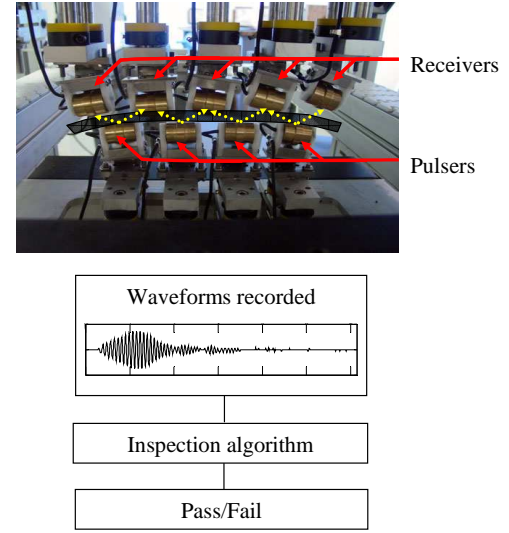 Receivers
Pulsers
Waveforms recorded
Inspection algorithm
Pass/Fail